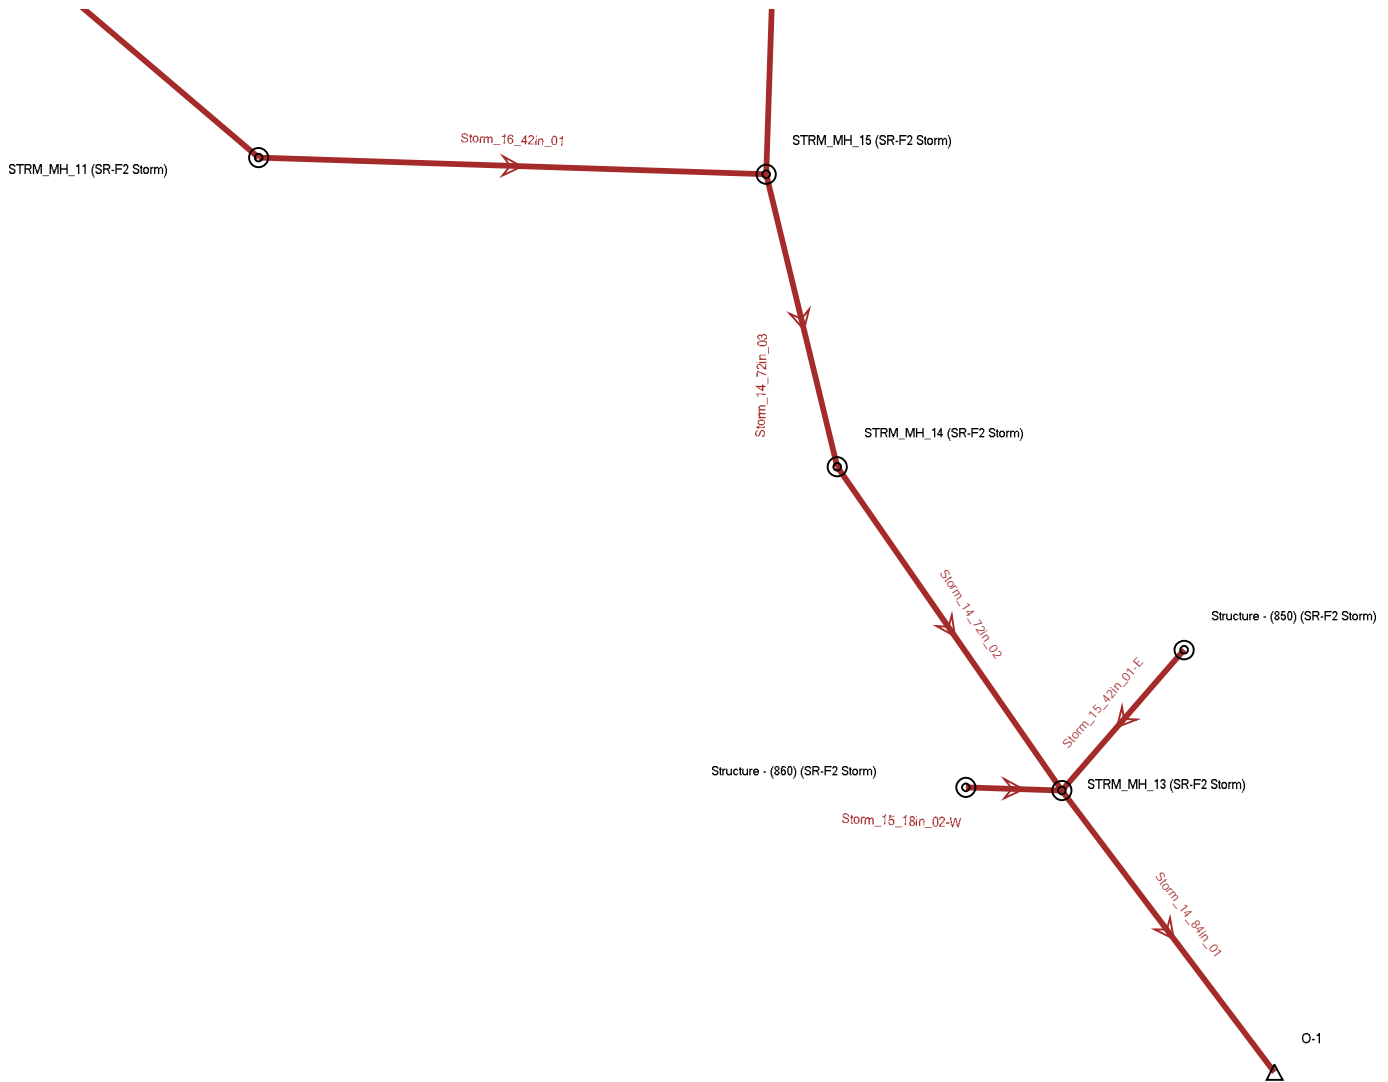 Storm_16_42in_01
STRM_MH_15 (SR-F2 Storm)
STRM_MH_11 (SR-F2 Storm)
Storm_14_72in_03
STRM_MH_14 (SR-F2 Storm)
Storm_14_72in_02
Structure - (850) (SR-F2 Storm)
Storm_15_42in_01-E
Structure - (860) (SR-F2 Storm)
STRM_MH_13 (SR-F2 Storm)
Storm_15_18in_02-W
Storm_14_84in_01
O-1